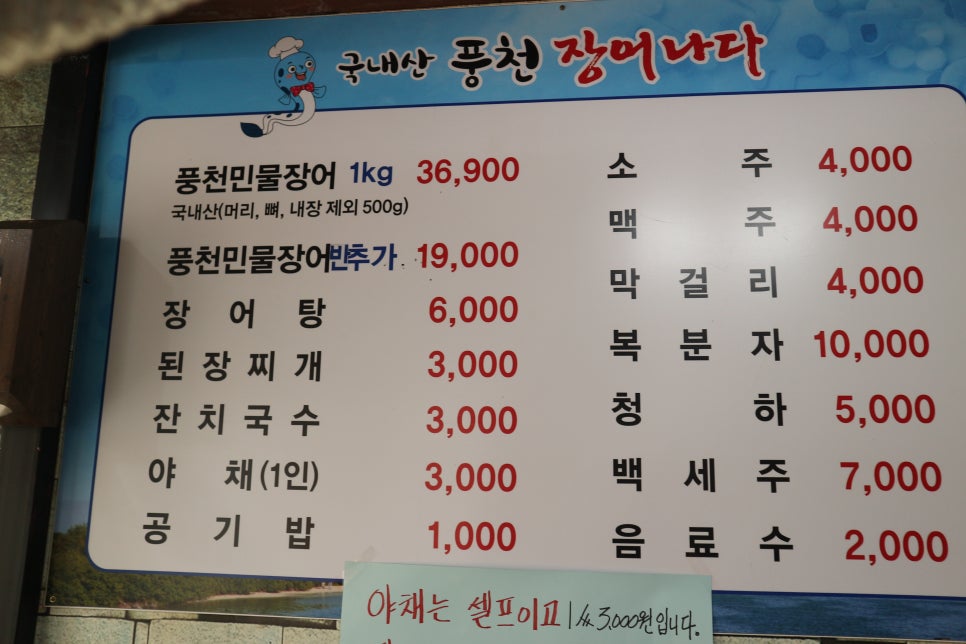 국내산 풍천 장어나다
풍천민물장어 1kg 36,900
국내산(머리, 뼈, 내장 제외 500g)
풍천민물장어반추가 19,000
장어탕 6,000
된장찌개 3,000
잔치국수 3,000
야채(1인) 3,000
공기밥 1,000
소주 4,000
맥주 4,000
막걸리 4,000
복분자 10,000
청하 5,000
백세주 7,000
음료수 2,000
야채는 셀프이고 1人 3,000원입니다.